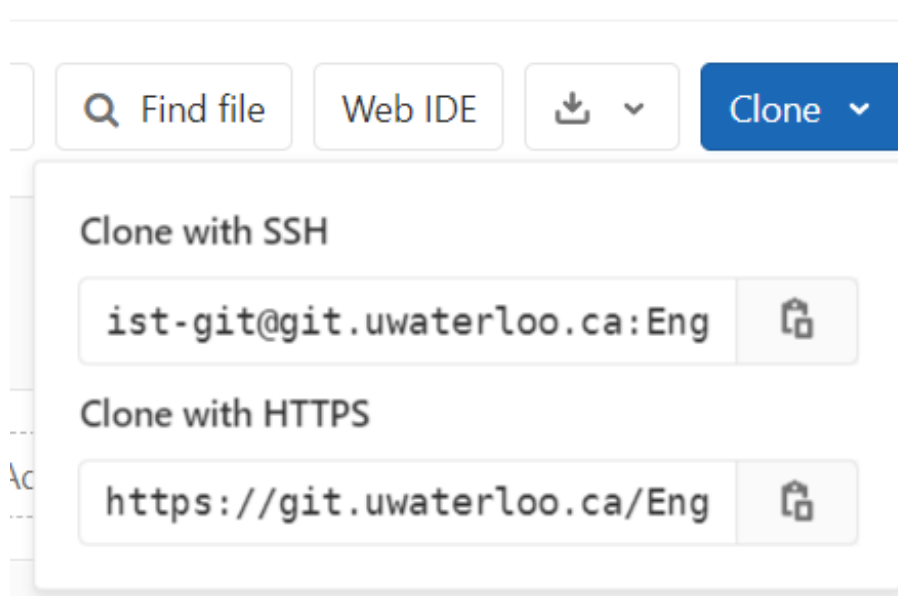 Find file Web IDE Clone
Clone with SSH
ist-git@git.uwaterloo.ca:Eng
Clone with HTTPS
https://git.uwaterloo.ca/Eng